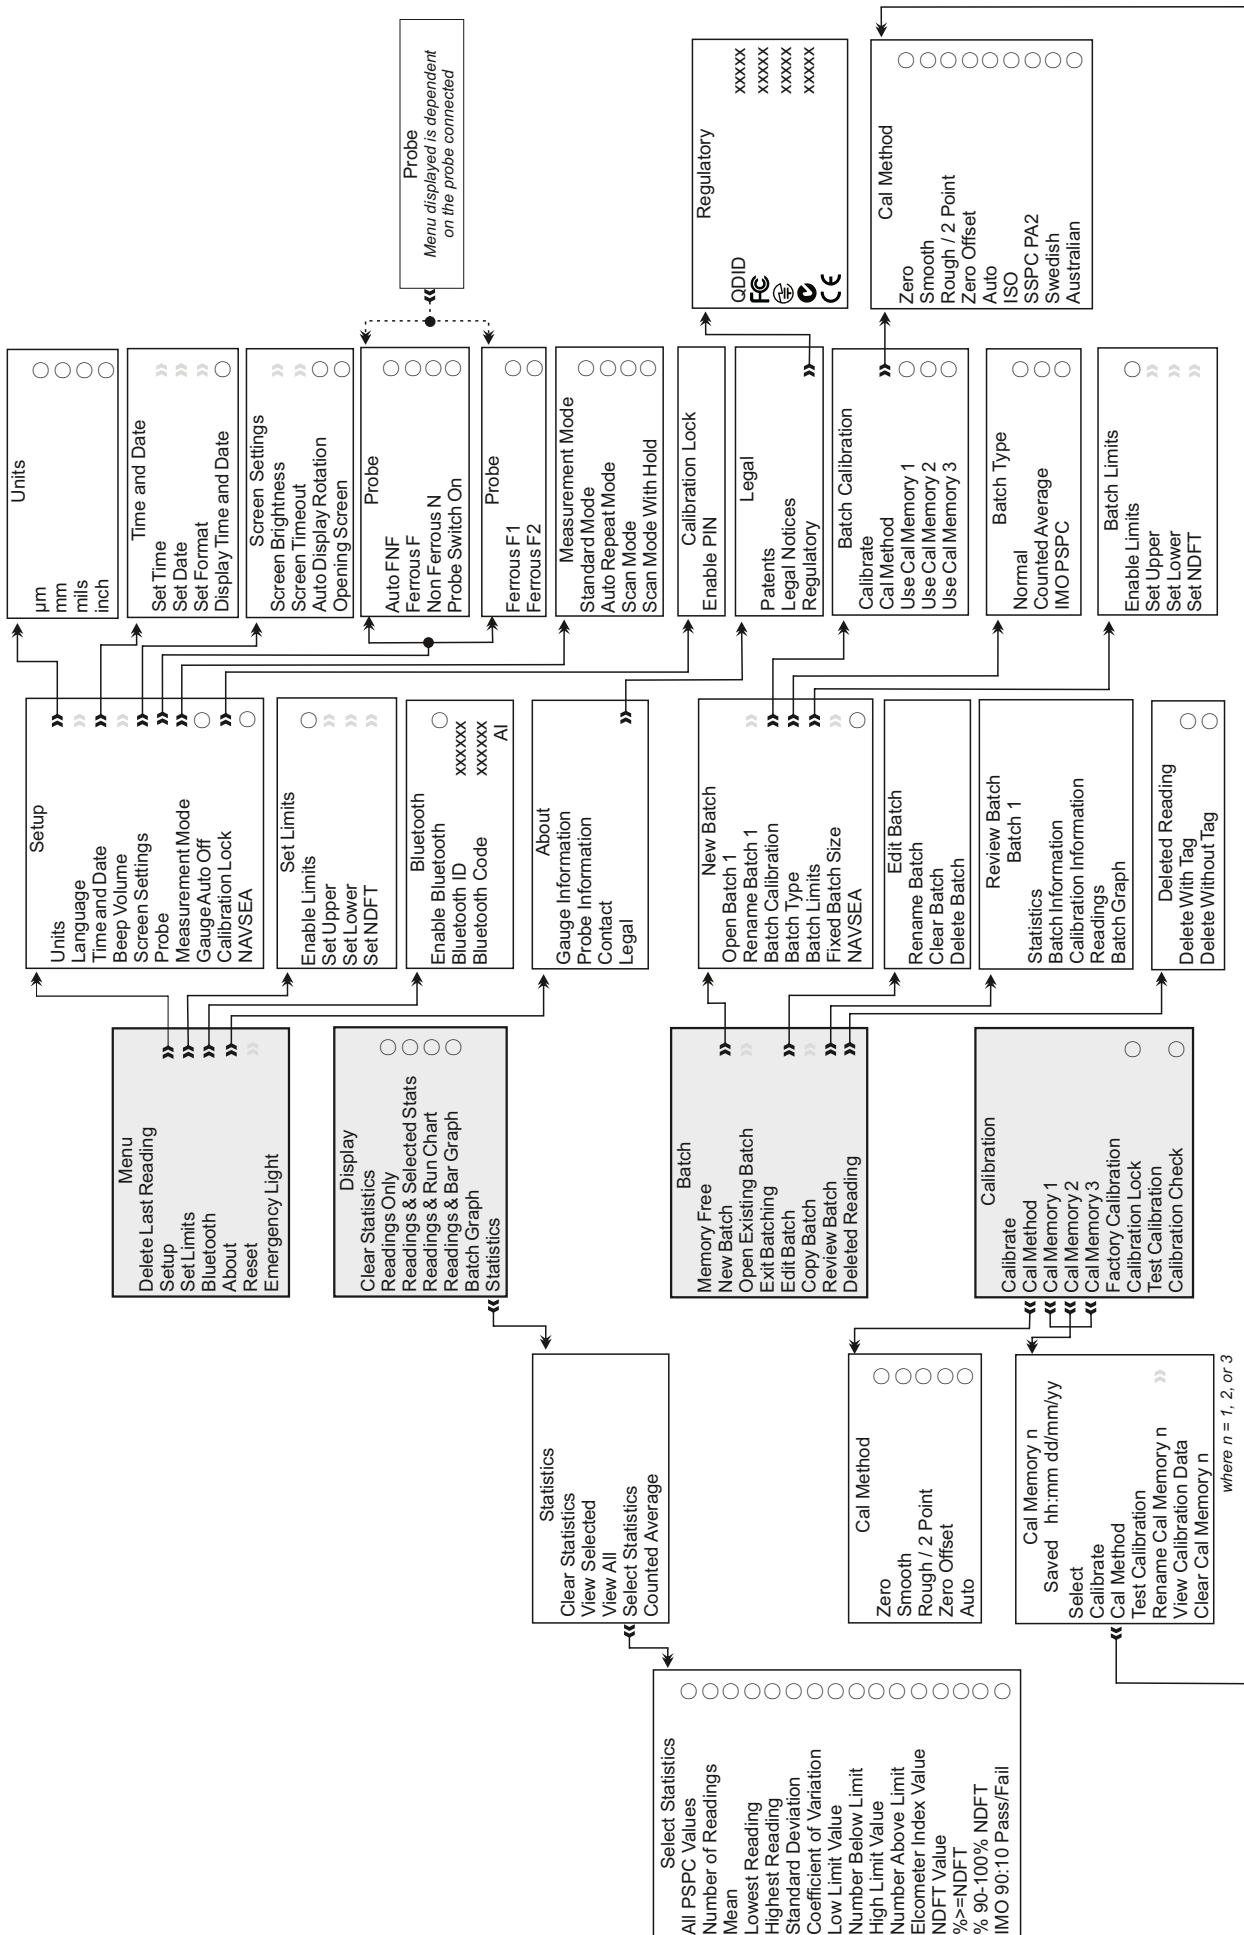 Menu
Delete Last Reading
Setup
Set Limits
Bluetooth
About
Reset
Emergency Light
Display
Clear Statistics
Readings Only
Readings & Selected Stats
Readings & Run Chart
Readings & Bar Graph
Batch Graph
Statistics
Batch
Memory Free
New Batch
Open Existing Batch
Exit Batching
Edit Batch
Copy Batch
Review Batch
Deleted Reading
Calibration
Calibrate
Cal Method
Cal Memory 1
Cal Memory 2
Cal Memory 3
Factory Calibration
Calibration Lock
Test Calibration
Calibration Check
Setup
Units
Language
Time and Date
Beep Volume
Screen Settings
Probe
Measurement Mode
Gauge Auto Off
Calibration Lock
NAVSEA
Set Limits
Enable Limits
Set Upper
Set Lower
Set NDFT
Bluetooth
Enable Bluetooth
Bluetooth ID xxxxxx
Bluetooth Code xxxxxx
AI
About
Gauge Information
Probe Information
Contact
Legal
New Batch
Open Batch 1
Rename Batch 1
Batch Calibration
Batch Type
Batch Limits
Fixed Batch Size
NAVSEA
Edit Batch
Rename Batch
Clear Batch
Delete Batch
Review Batch
Batch 1
Statistics
Batch Information
Calibration Information
Readings
Batch Graph
Deleted Reading
Delete With Tag
Delete Without Tag
Units
µm
mm
mils
inch
Time and Date
Set Time
Set Date
Set Format
Display Time and Date
Screen Settings
Screen Brightness
Screen Timeout
Auto Display Rotation
Opening Screen
Probe
Auto FNF
Ferrous F
Non Ferrous N
Probe Switch On
Probe
Ferrous F1
Ferrous F2
Measurement Mode
Standard Mode
Auto Repeat Mode
Scan Mode
Scan Mode With Hold
Calibration Lock
Enable PIN
Legal
Patents
Legal Notices
Regulatory
Batch Calibration
Calibrate
Cal Method
Use Cal Memory 1
Use Cal Memory 2
Use Cal Memory 3
Batch Type
Normal
Counted Average
IMO PSPC
Batch Limits
Enable Limits
Set Upper
Set Lower
Set NDFT
Probe
Menu displayed is dependent
on the probe connected
Regulatory
QDID xxxxx
FC xxxxx
xxxxx
CE xxxxx
Cal Method
Zero
Smooth
Rough / 2 Point
Zero Offset
Auto
ISO
SSPC PA2
Swedish
Australian
Statistics
Clear Statistics
View Selected
View All
Select Statistics
Counted Average
Cal Method
Zero
Smooth
Rough / 2 Point
Zero Offset
Auto
Cal Memory n
Saved hh:mm dd/mm/yy
Select
Calibrate
Cal Method
Test Calibration
Rename Cal Memory n
View Calibration Data
Clear Cal Memory n
where n = 1, 2, or 3
Select Statistics
All PSPC Values
Number of Readings
Mean
Lowest Reading
Highest Reading
Standard Deviation
Coefficient of Variation
Low Limit Value
Number Below Limit
High Limit Value
Number Above Limit
Elcometer Index Value
NDFT Value
%>=NDFT
% 90-100% NDFT
IMO 90:10 Pass/Fail